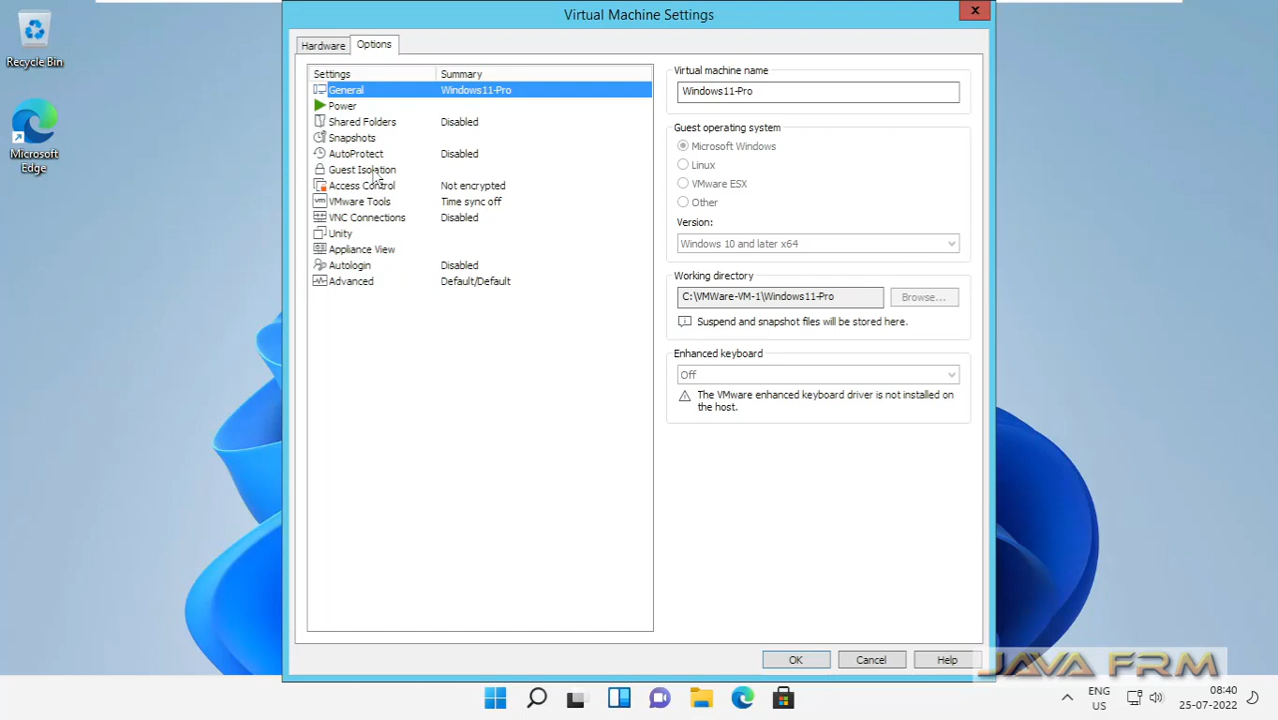 Recycle Bin
Microsoft
Edge
Virtual Machine Settings
Hardware
Options
Settings
Summary
General
Windows11-Pro
Power
Shared Folders
Disabled
Snapshots
AutoProtect
Disabled
Guest Isolation
Access Control
Not encrypted
VMware Tools
Time sync off
VNC Connections
Disabled
Unity
Appliance View
Autologin
Disabled
Advanced
Default/Default
Virtual machine name
Windows11-Pro
Guest operating system
Microsoft Windows
Linux
VMware ESX
Other
Version:
Windows 10 and later x64
Working directory
C:\VMWare-VM-1\Windows11-Pro
Browse...
Suspend and snapshot files will be stored here.
Enhanced keyboard
Off
The VMware enhanced keyboard driver is not installed on
the host.
OK
Cancel
Help
JAVA FRM
ENG
US
08:40
25-07-2022